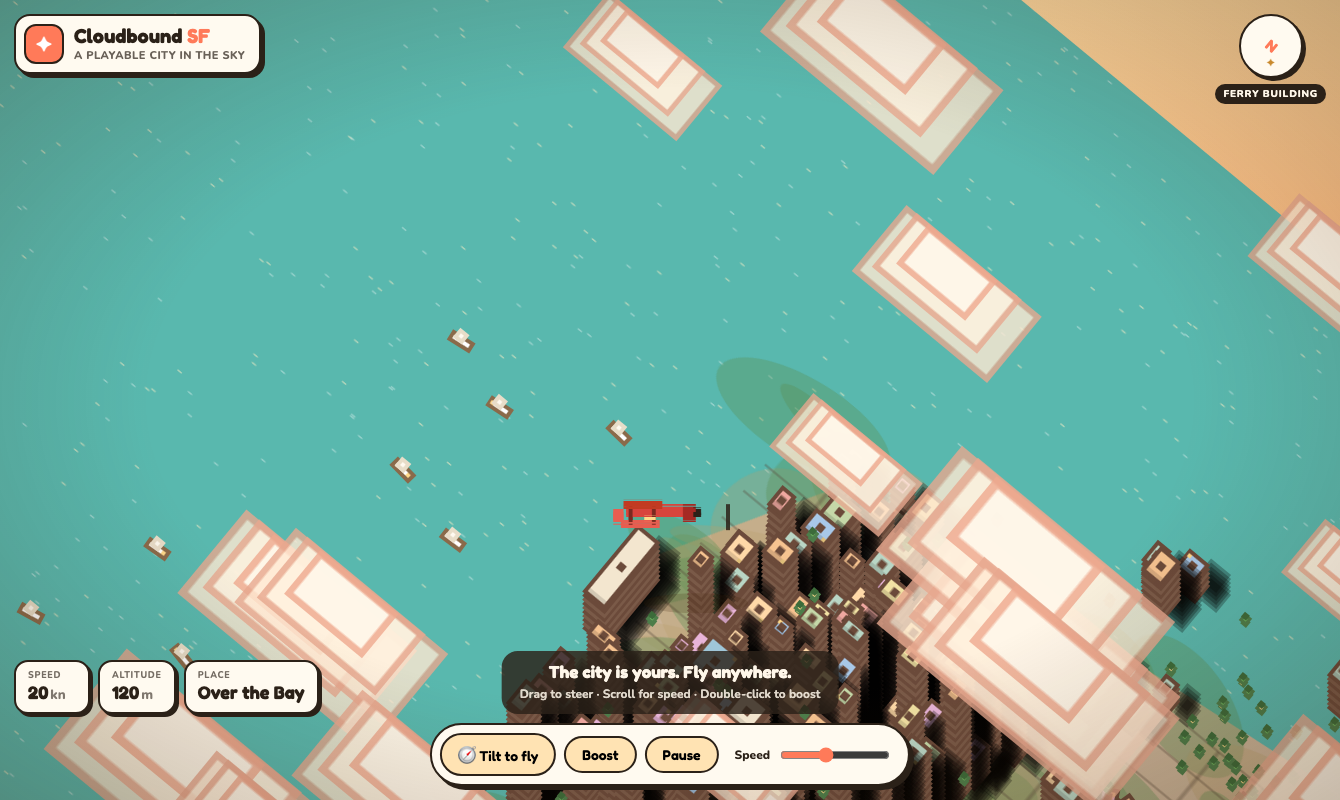 Cloudbound SF
A PLAYABLE CITY IN THE SKY
N
FERRY BUILDING
SPEED
20 kn
ALTITUDE
120 m
PLACE
Over the Bay
The city is yours. Fly anywhere.
Drag to steer · Scroll for speed · Double-click to boost
Tilt to fly
Boost
Pause
Speed